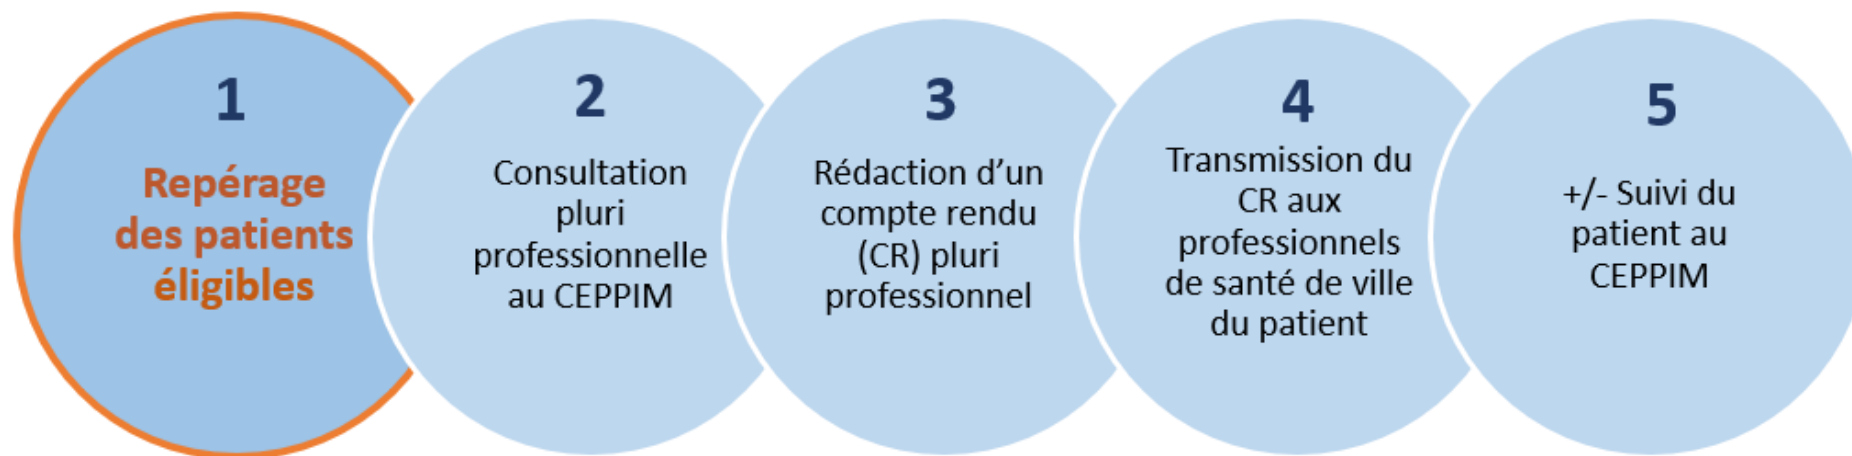 1
Repérage
des patients
éligibles
2
Consultation
pluri
professionnelle
au CEPPIM
3
Rédaction d’un
compte rendu
(CR) pluri
professionnel
4
Transmission du
CR aux
professionnels
de santé de ville
du patient
5
+/- Suivi du
patient au
CEPPIM